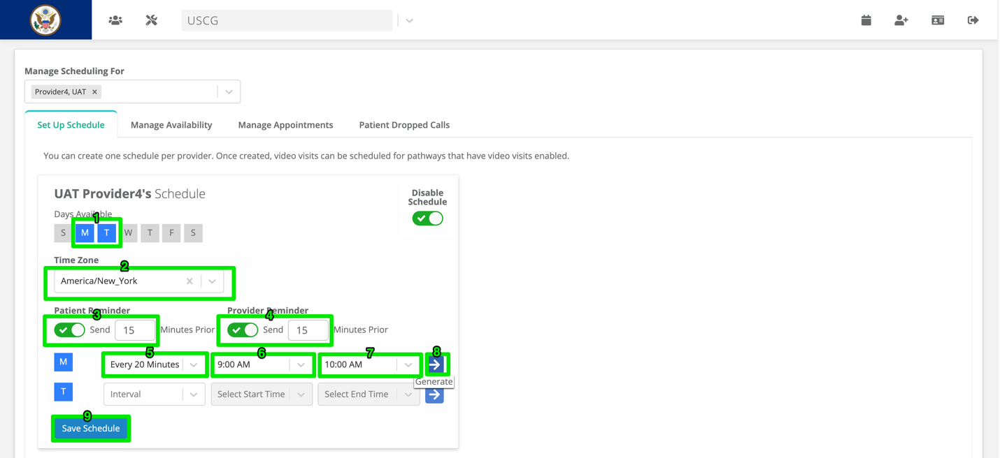 USCG
Manage Scheduling For
Provider4, UAT ×
Set Up Schedule Manage Availability Manage Appointments Patient Dropped Calls
You can create one schedule per provider. Once created, video visits can be scheduled for pathways that have video visits enabled.
UAT Provider4's Schedule
Disable
Schedule
Days Available
1
S M T W T F S
Time Zone
2
America/New_York ×
Patient Reminder Provider Reminder
3 4
Send 15 Minutes Prior Send 15 Minutes Prior
5 6 7 8
M Every 20 Minutes 9:00 AM 10:00 AM
Generate
T Interval Select Start Time Select End Time
9
Save Schedule